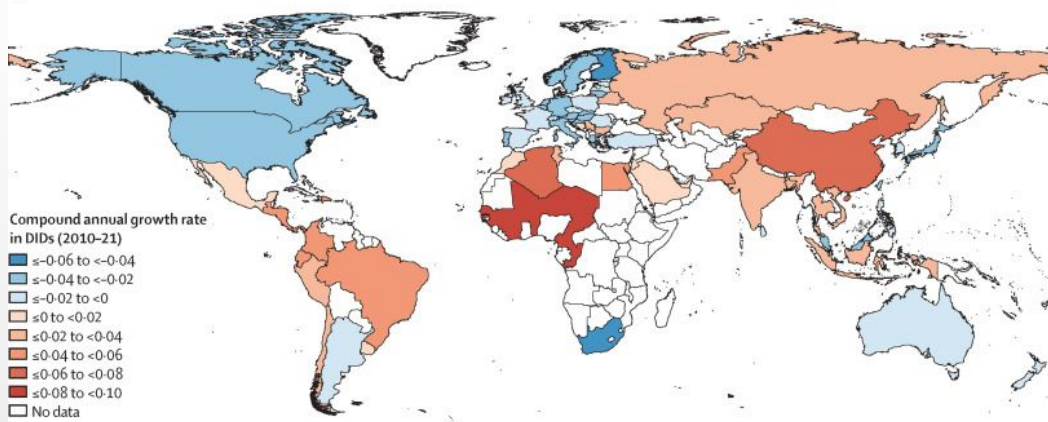 Compound annual growth rate
in DIDs (2010–21)
≤–0·06 to <–0·04
≤–0·04 to <–0·02
≤–0·02 to <0
≤0 to <0·02
≤0·02 to <0·04
≤0·04 to <0·06
≤0·06 to <0·08
≤0·08 to <0·10
No data